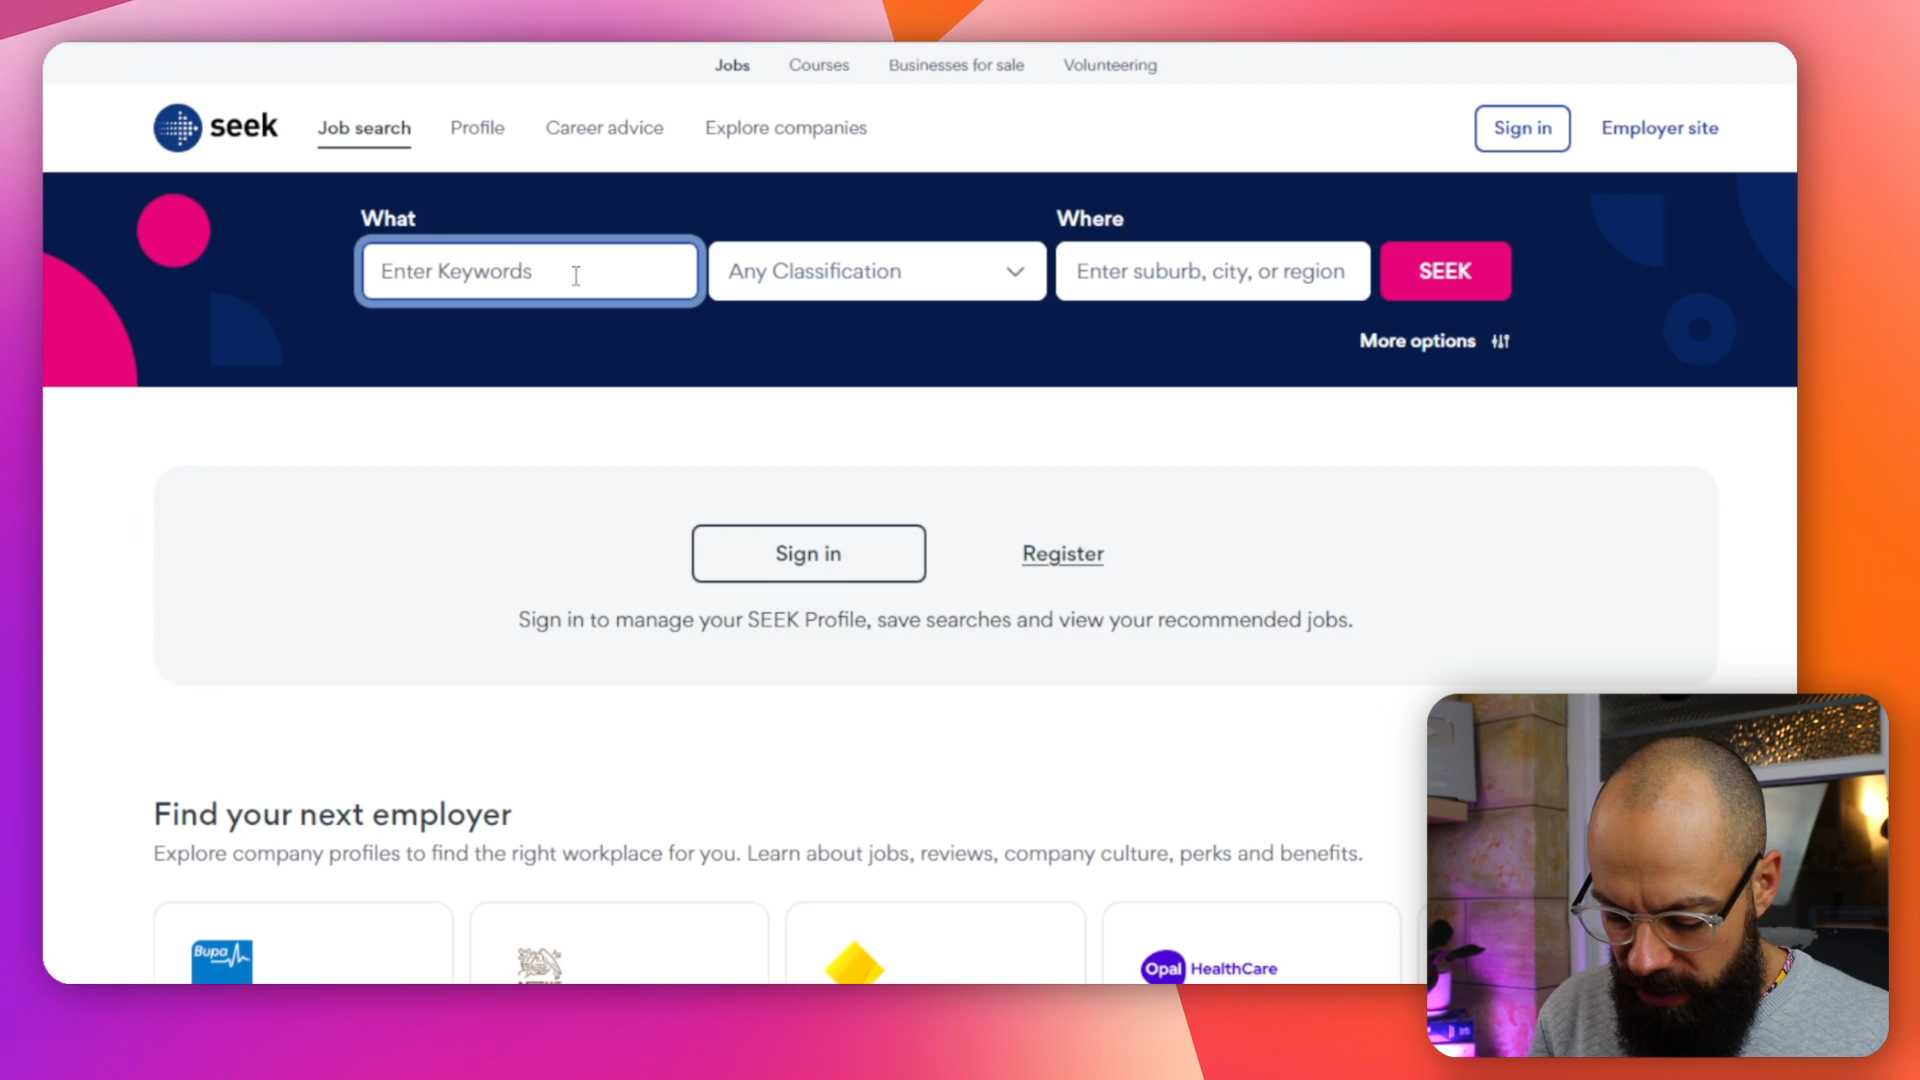 Jobs Courses Businesses for sale Volunteering
seek Job search Profile Career advice Explore companies Sign in Employer site
What Where
Enter Keywords Any Classification Enter suburb, city, or region SEEK
More options
Sign in Register
Sign in to manage your SEEK Profile, save searches and view your recommended jobs.
Find your next employer
Explore company profiles to find the right workplace for you. Learn about jobs, reviews, company culture, perks and benefits.
Bupa Opal HealthCare